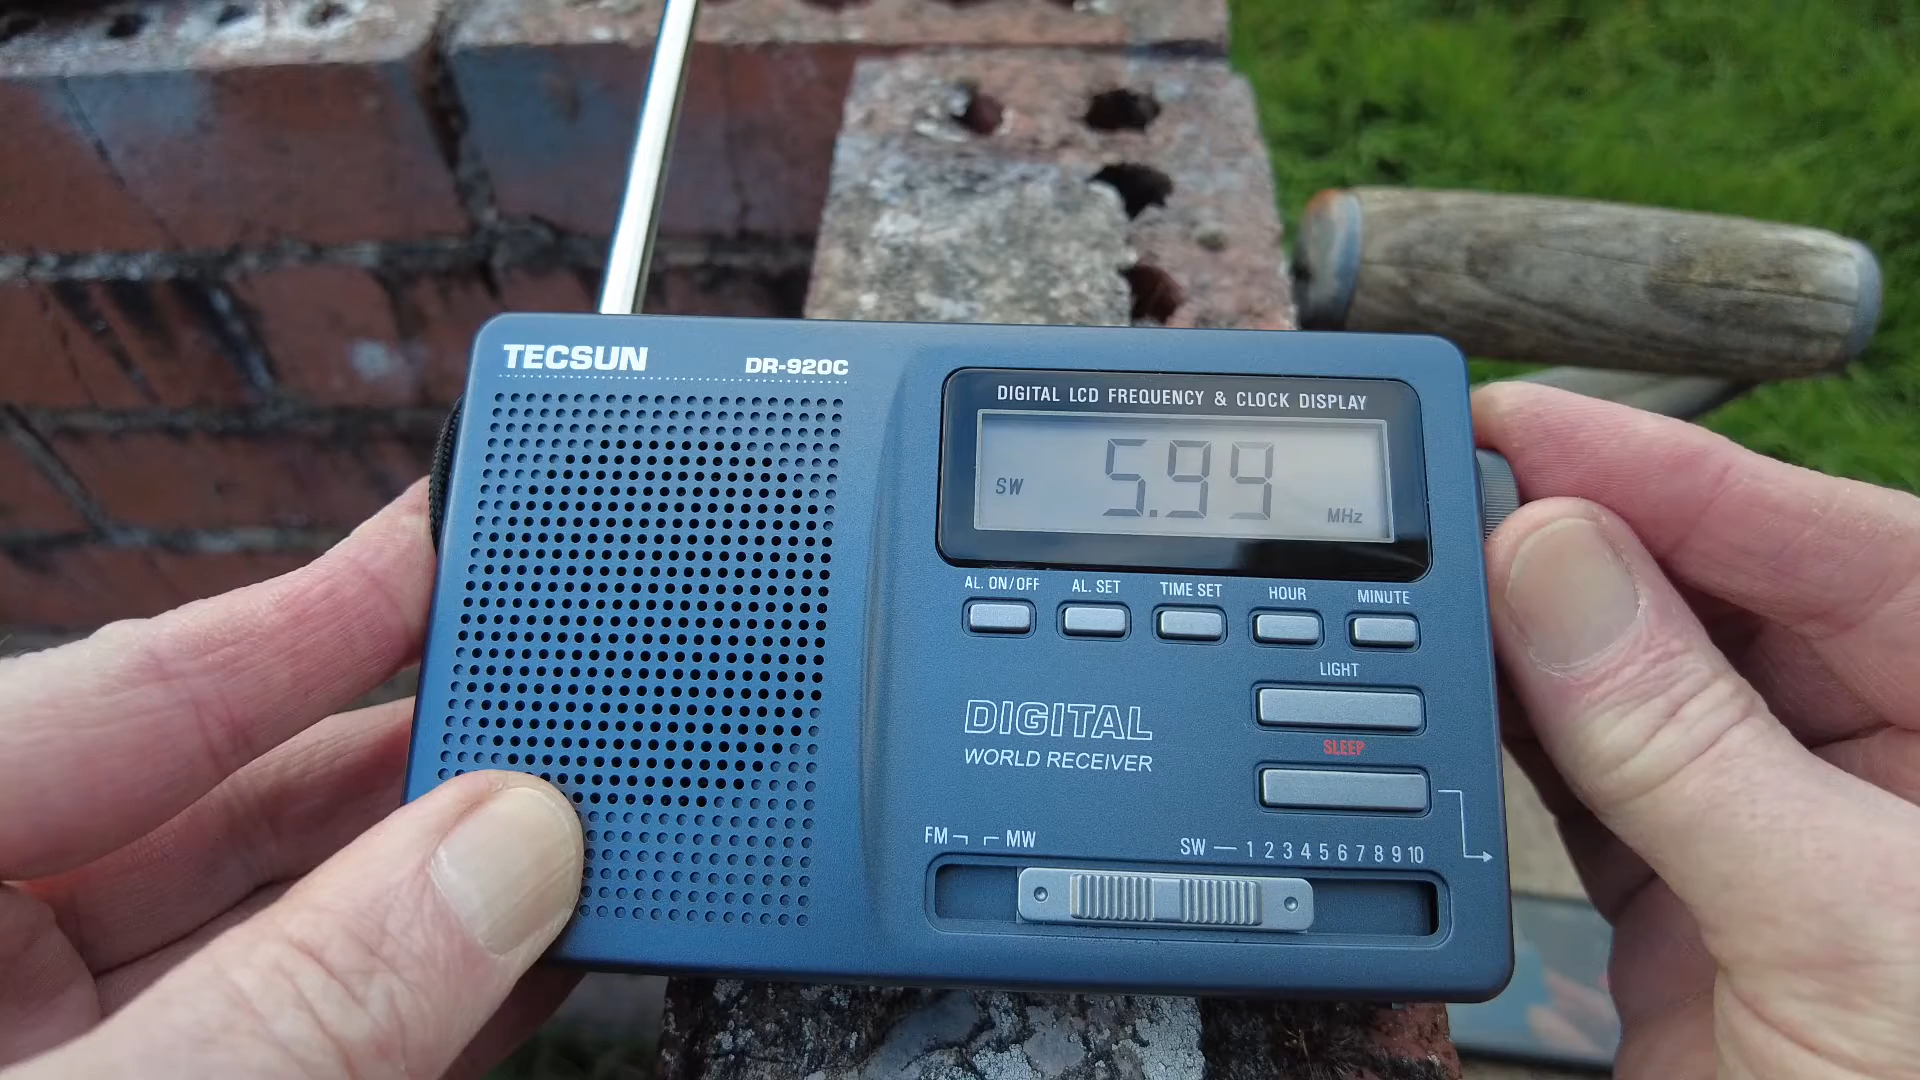 TECSUN DR-920C
DIGITAL LCD FREQUENCY & CLOCK DISPLAY
SW 5.99 MHz
AL. ON/OFF AL. SET TIME SET HOUR MINUTE
LIGHT
DIGITAL
WORLD RECEIVER
SLEEP
FM MW SW 1 2 3 4 5 6 7 8 9 10